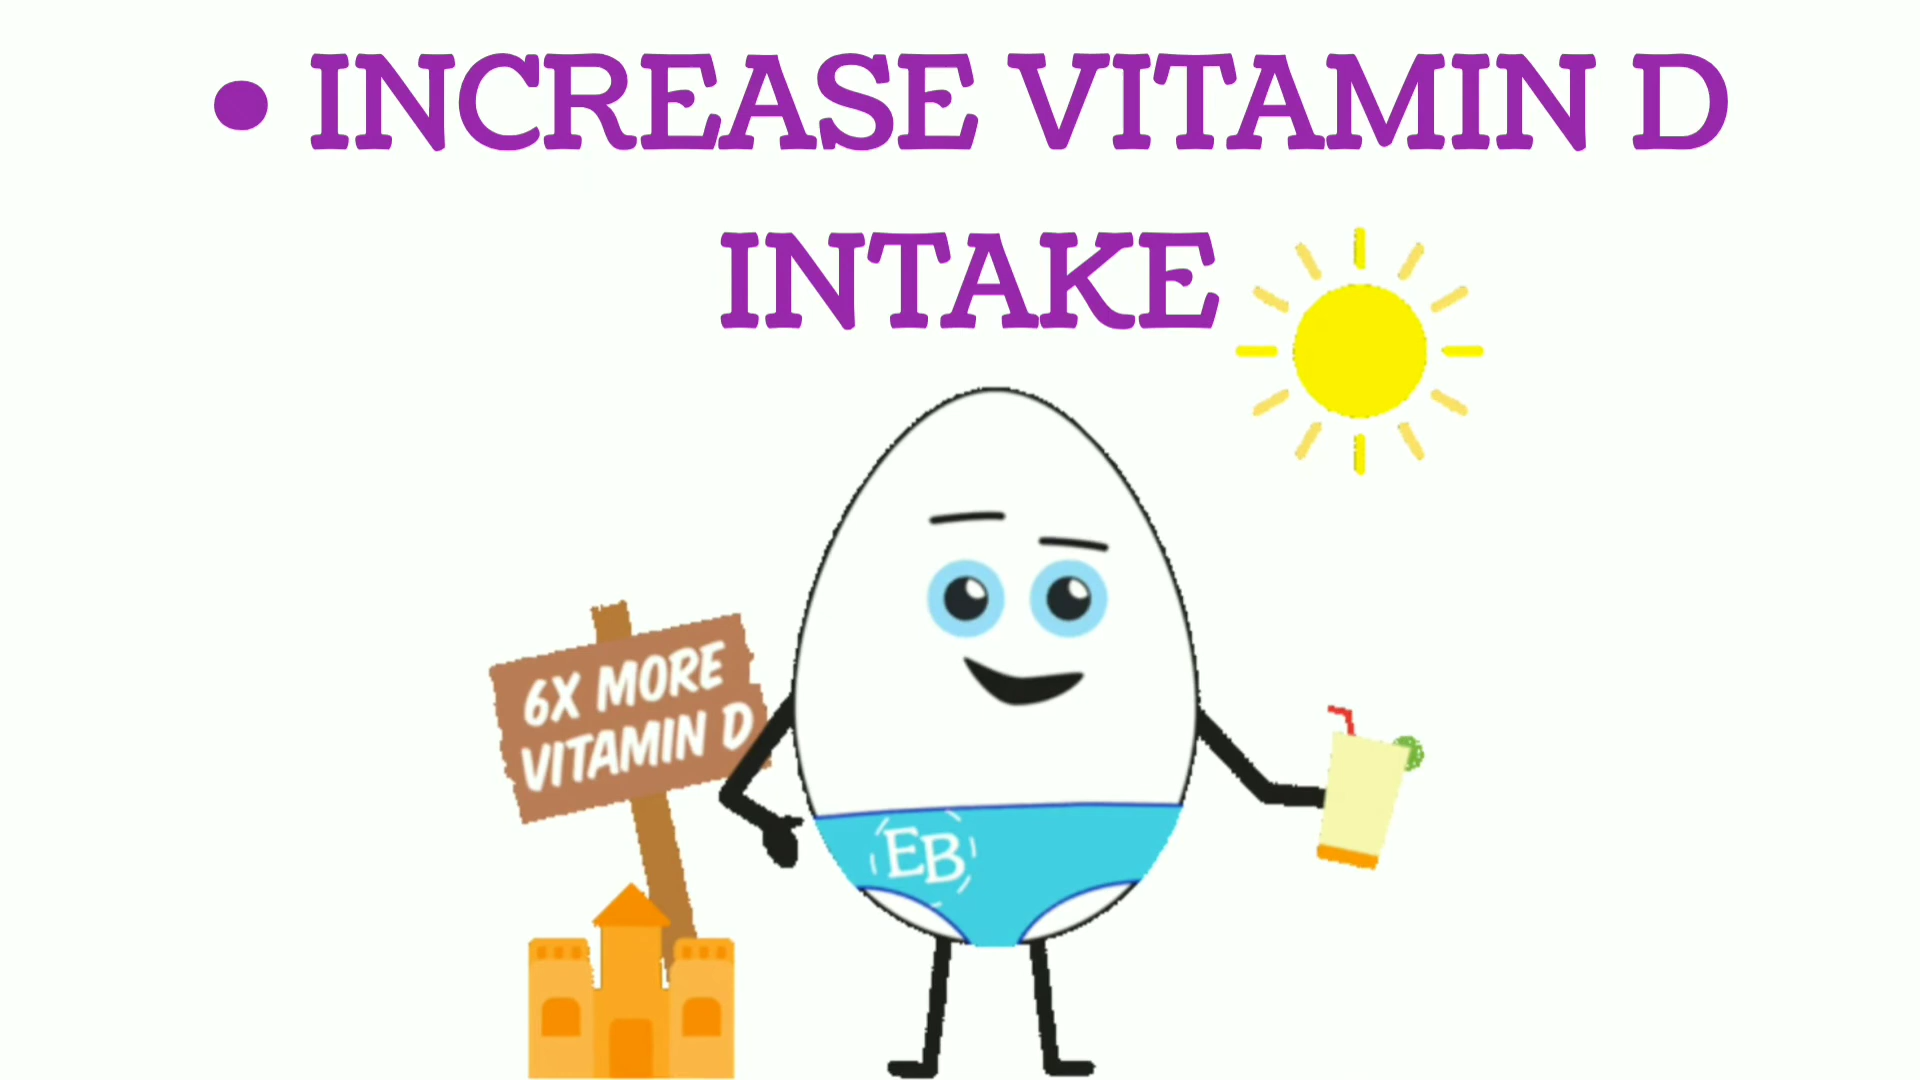 • INCREASE VITAMIN D
INTAKE
6X MORE
VITAMIN D
EB